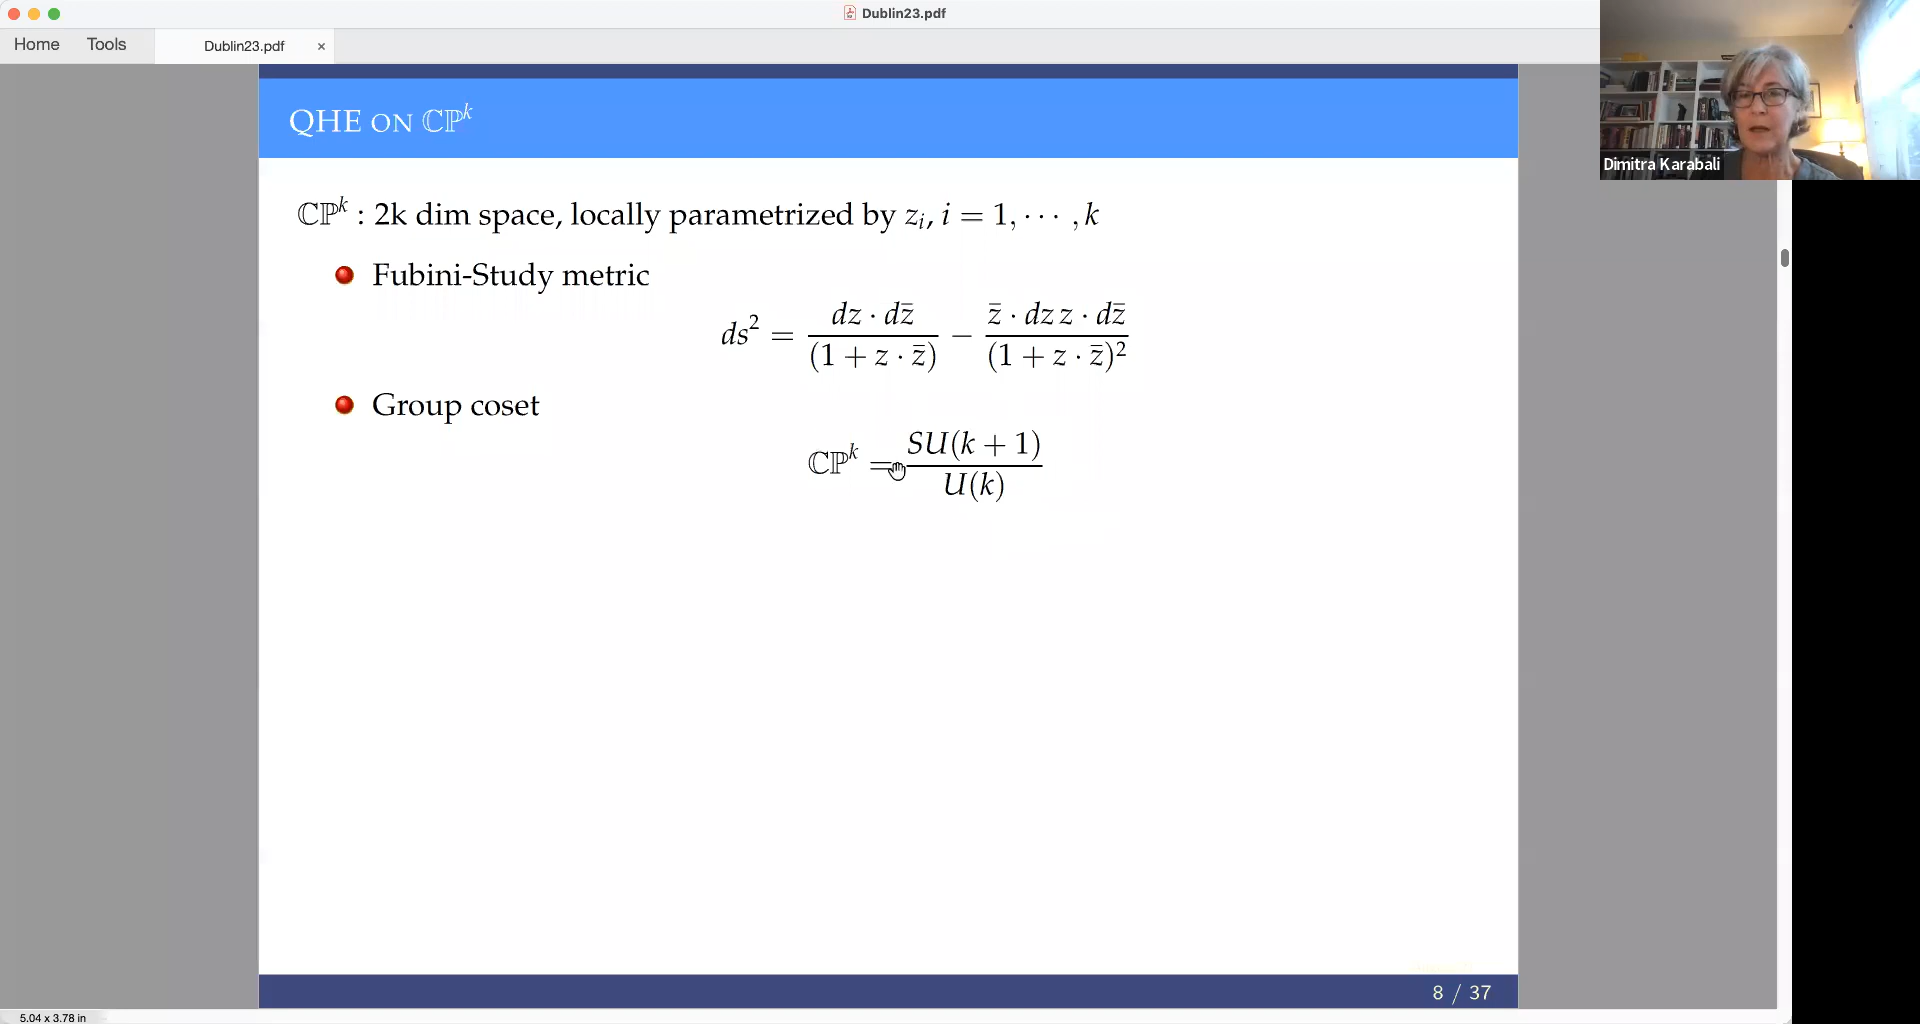 Dublin23.pdf
Home Tools Dublin23.pdf ×
QHE ON ℂℙ^k
ℂℙ^k : 2k dim space, locally parametrized by z_i, i = 1, ⋯ , k
Fubini-Study metric
ds² = dz · dz̄ / (1 + z · z̄) − z̄ · dz z · dz̄ / (1 + z · z̄)²
Group coset
ℂℙ^k = SU(k + 1) / U(k)
8 / 37
5.04 x 3.78 in
Dimitra Karabali